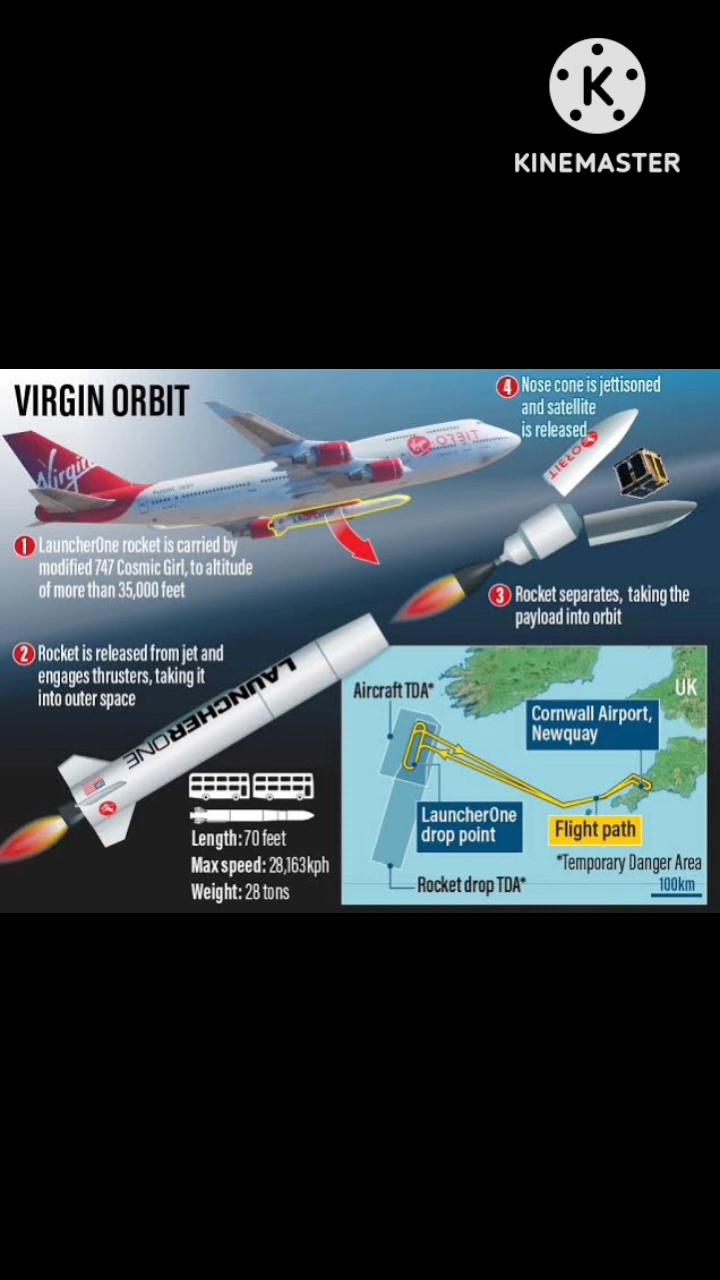 K
KINEMASTER
VIRGIN ORBIT
Virgin
Virgin ORBIT
1 LauncherOne rocket is carried by
modified 747 Cosmic Girl, to altitude
of more than 35,000 feet
2 Rocket is released from jet and
engages thrusters, taking it
into outer space
LAUNCHERONE
4 Nose cone is jettisoned
and satellite
is released
ORBIT
3 Rocket separates, taking the
payload into orbit
Length: 70 feet
Max speed: 28,163kph
Weight: 28 tons
Aircraft TDA*
UK
Cornwall Airport,
Newquay
LauncherOne
drop point
Flight path
*Temporary Danger Area
Rocket drop TDA*
100km